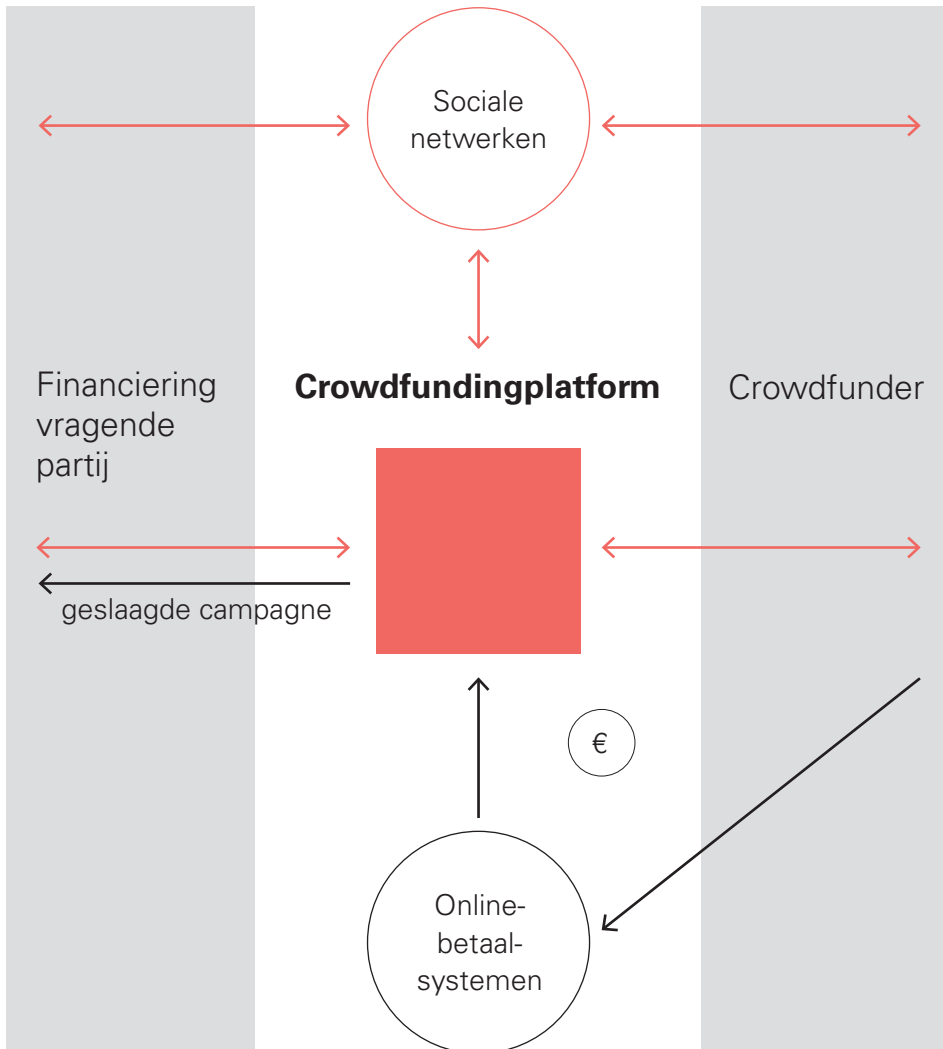 Sociale
netwerken
Financiering
vragende
partij
Crowdfundingplatform
Crowdfunder
geslaagde campagne
€
Online-
betaal-
systemen